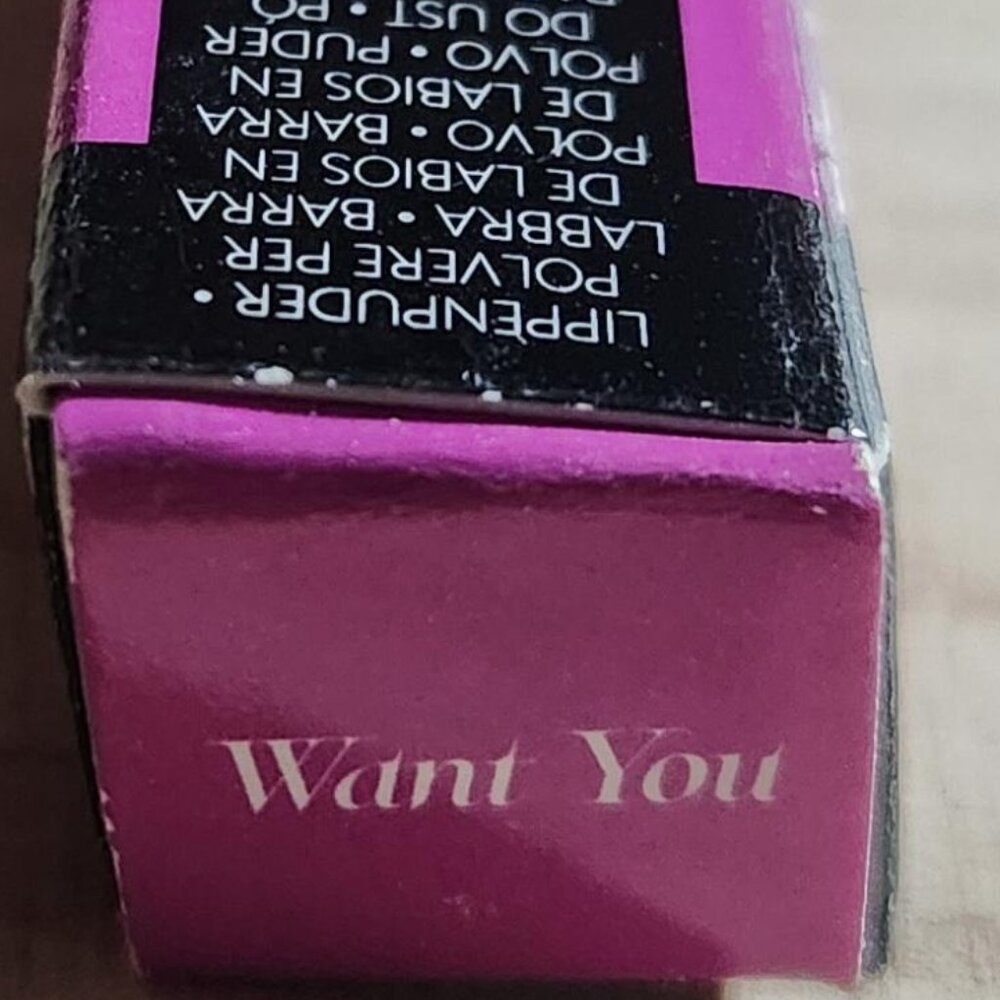 LIPPENPUDER •
POLVERE PER
LABBRA • BARRA
DE LABIOS EN
POLVO • BARRA
DE LABIOS EN
POLVO • PUDER
DO UST • PÓ
Want You